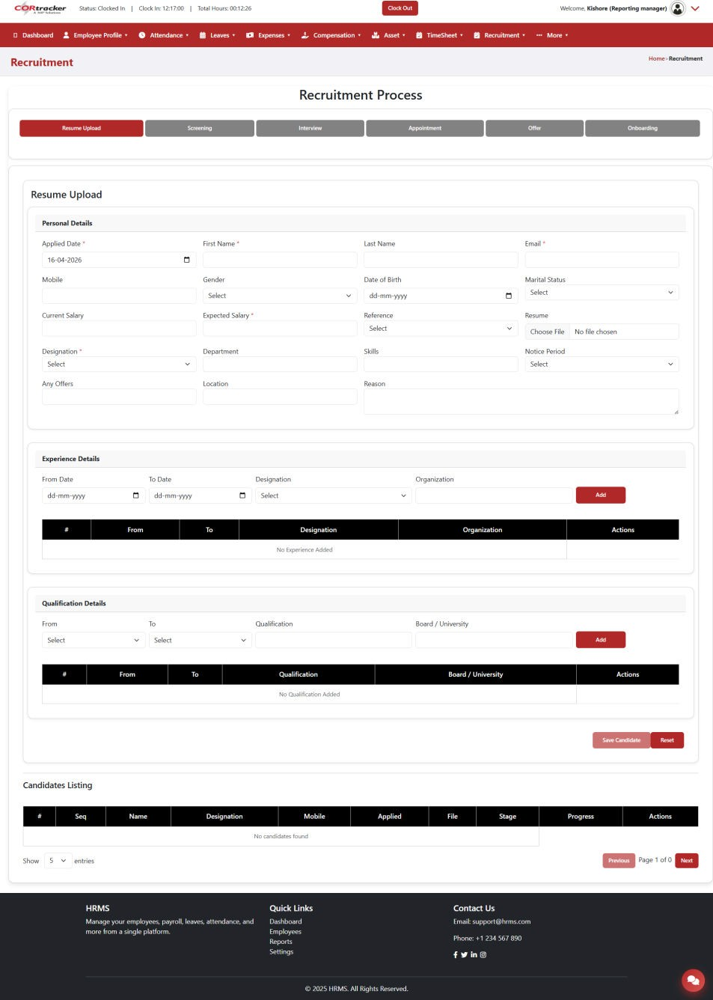 CORtracker
A 360° Solutions
Status: Clocked In | Clock In: 12:17:00 | Total Hours: 00:12:26
Clock Out
Welcome, Kishore (Reporting manager)
Dashboard Employee Profile Attendance Leaves Expenses Compensation Asset TimeSheet Recruitment More
Recruitment
Home > Recruitment
Recruitment Process
Resume Upload Screening Interview Appointment Offer Onboarding
Resume Upload
Personal Details
Applied Date * First Name * Last Name Email *
16-04-2026
Mobile Gender Date of Birth Marital Status
Select dd-mm-yyyy Select
Current Salary Expected Salary * Reference Resume
Select Choose File No file chosen
Designation * Department Skills Notice Period
Select Select
Any Offers Location Reason
Experience Details
From Date To Date Designation Organization
dd-mm-yyyy dd-mm-yyyy Select Add
# From To Designation Organization Actions
No Experience Added
Qualification Details
From To Qualification Board / University
Select Select Add
# From To Qualification Board / University Actions
No Qualification Added
Save Candidate Reset
Candidates Listing
# Seq Name Designation Mobile Applied File Stage Progress Actions
No candidates found
Show 5 entries
Previous Page 1 of 0 Next
HRMS
Manage your employees, payroll, leaves, attendance, and
more from a single platform.
Quick Links
Dashboard
Employees
Reports
Settings
Contact Us
Email: support@hrms.com
Phone: +1 234 567 890
© 2025 HRMS. All Rights Reserved.